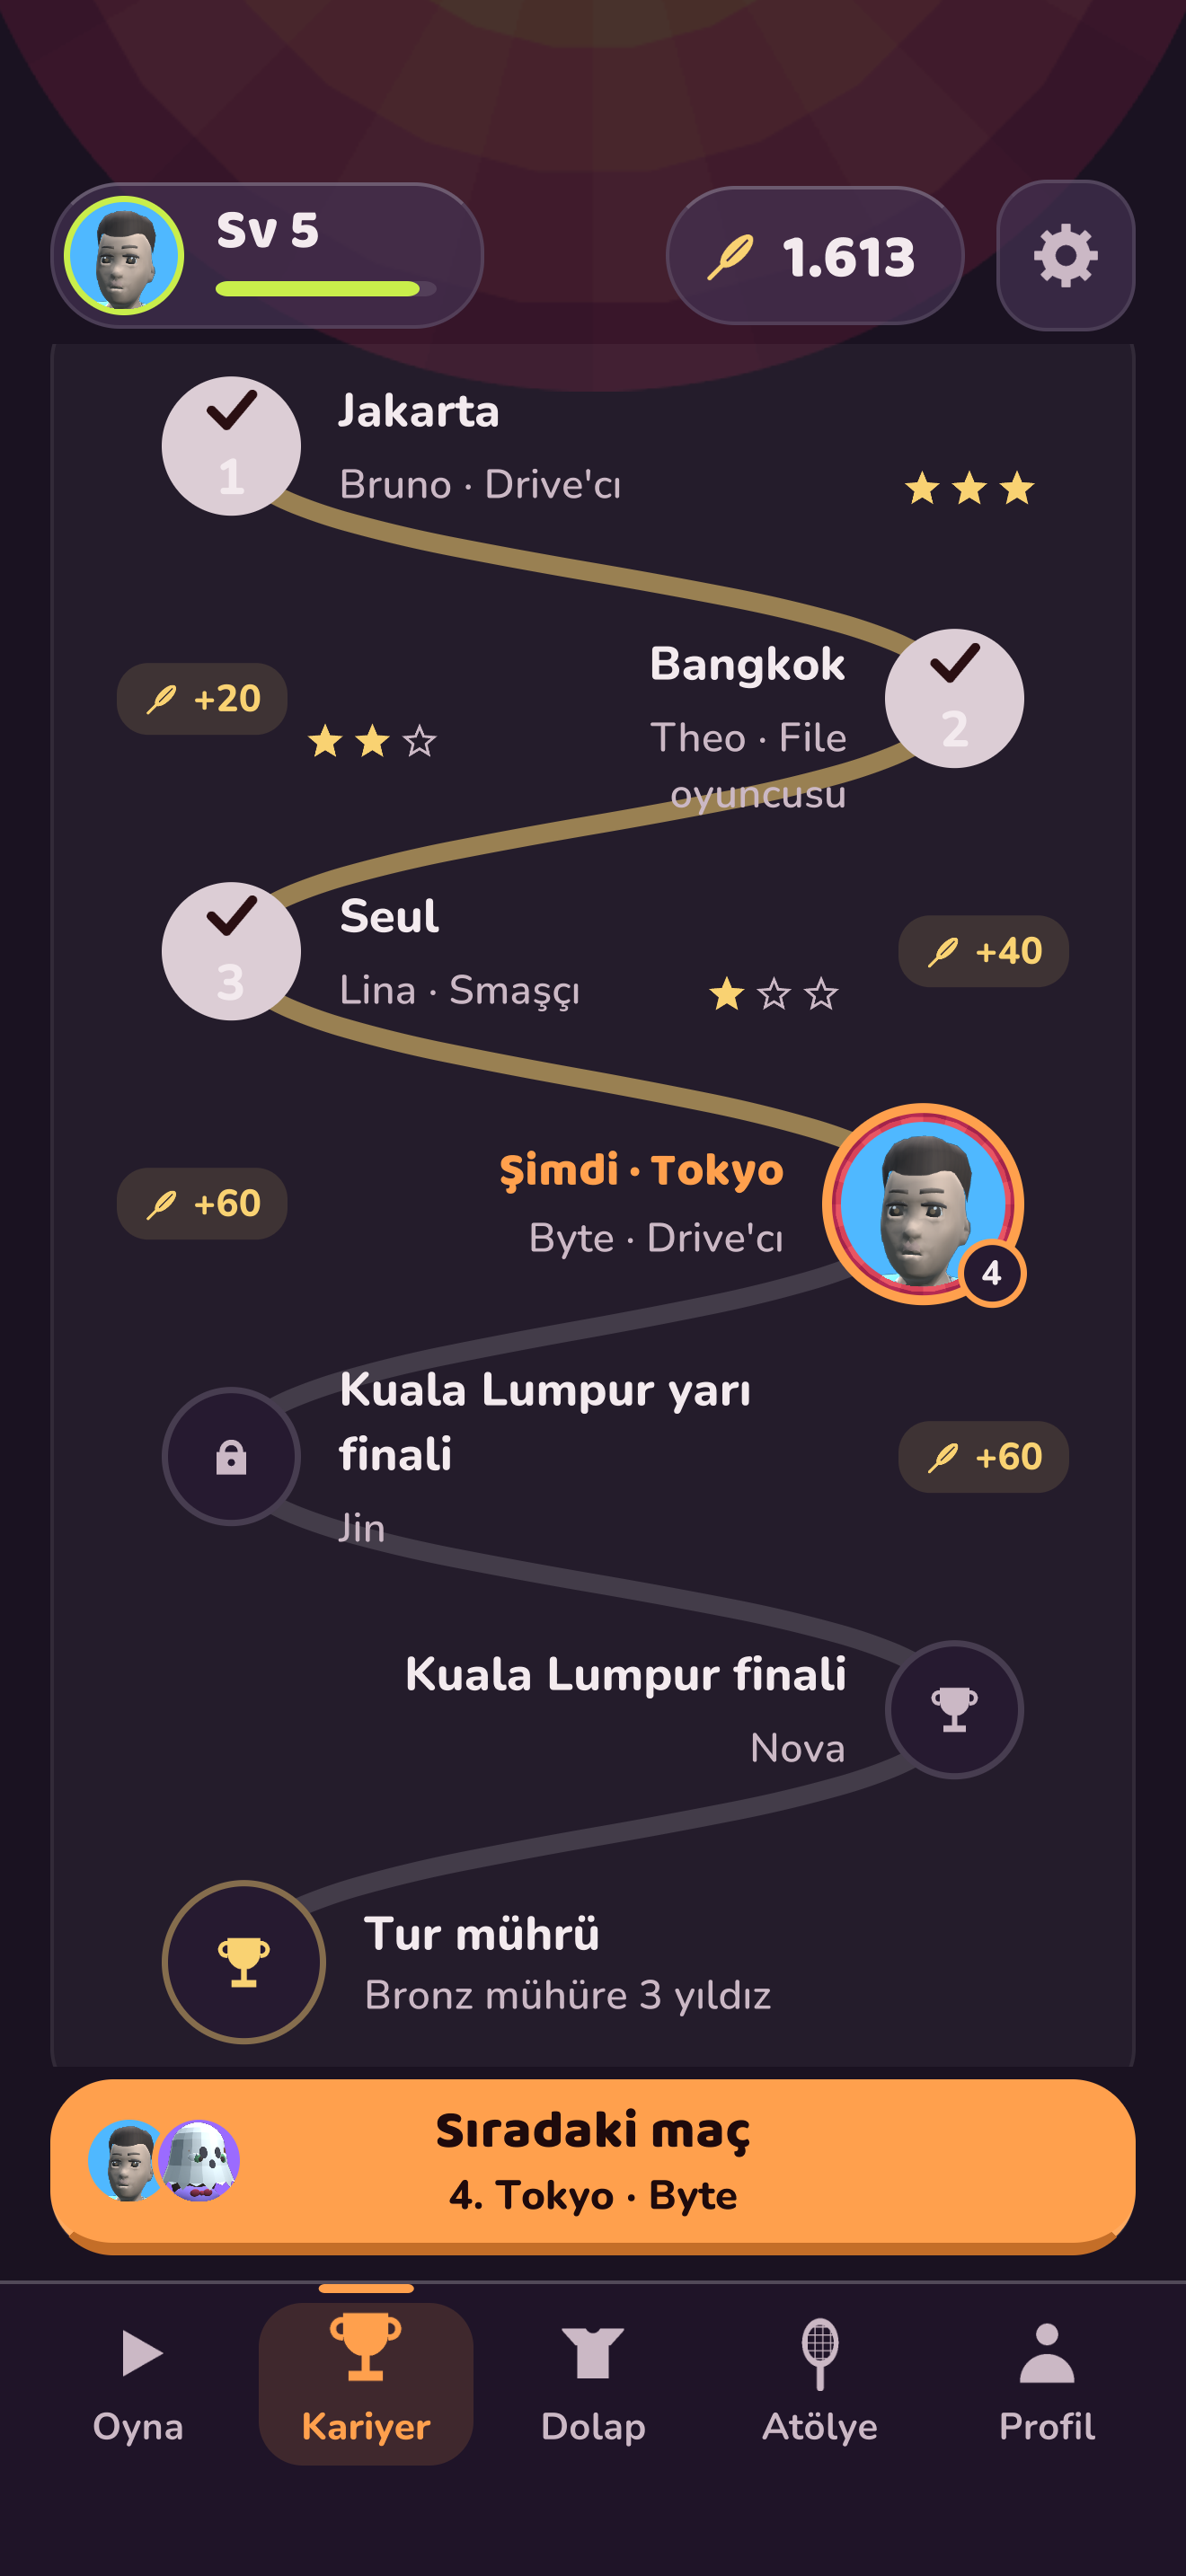 Sv 5
1.613
Jakarta
1
Bruno · Drive'cı
Bangkok
+20
2
Theo · File
oyuncusu
Seul
+40
3
Lina · Smaşçı
Şimdi · Tokyo
+60
Byte · Drive'cı
4
Kuala Lumpur yarı
finali
+60
Jin
Kuala Lumpur finali
Nova
Tur mührü
Bronz mühüre 3 yıldız
Sıradaki maç
4. Tokyo · Byte
Oyna
Kariyer
Dolap
Atölye
Profil